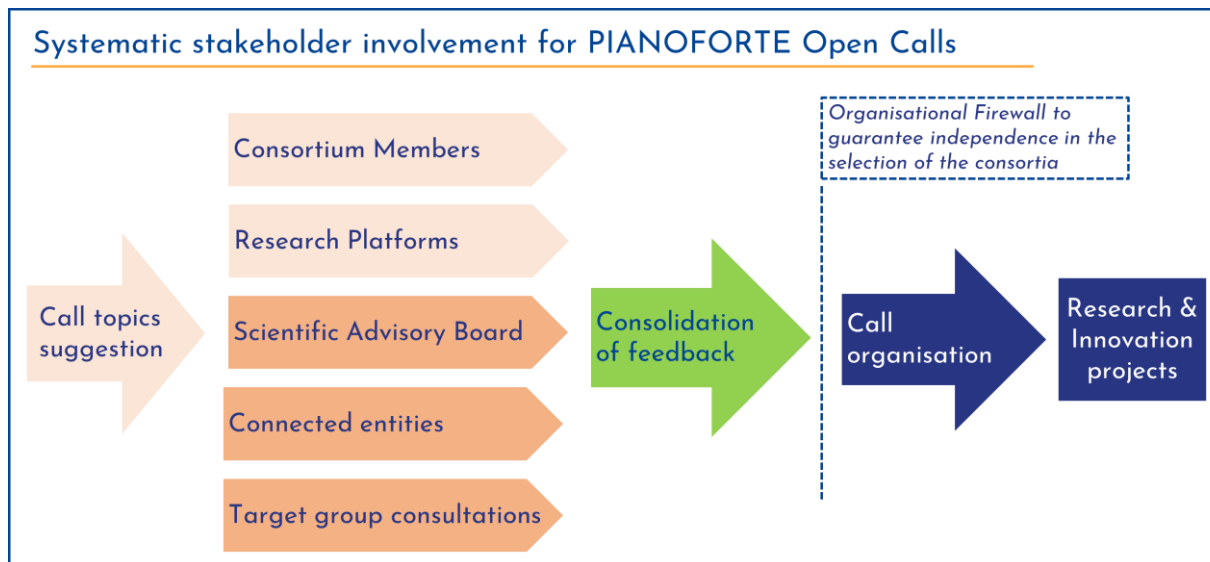 Systematic stakeholder involvement for PIANOFORTE Open Calls
Organisational Firewall to
guarantee independence in the
selection of the consortia
Call topics
suggestion
Consortium Members
Research Platforms
Scientific Advisory Board
Connected entities
Target group consultations
Consolidation
of feedback
Call
organisation
Research &
Innovation
projects